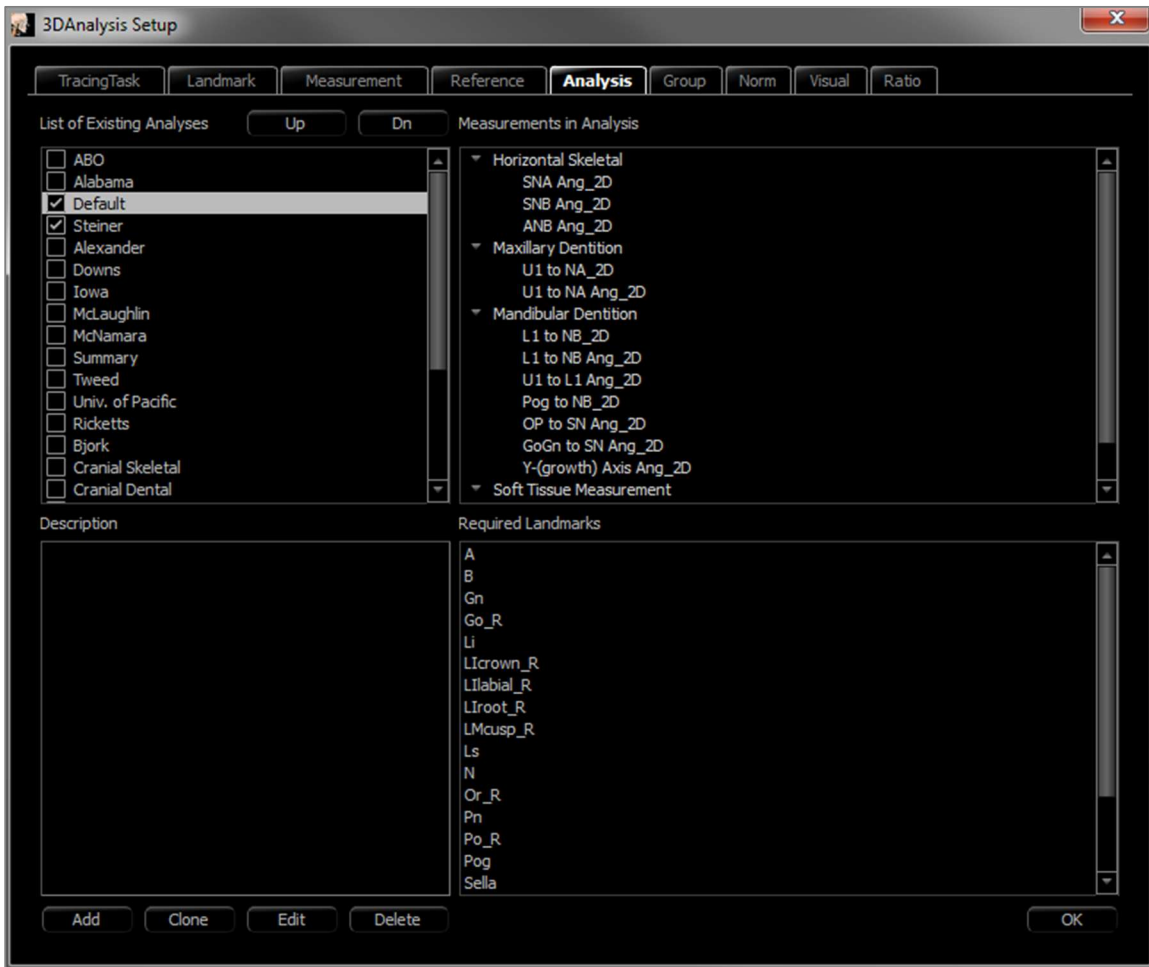 3DAnalysis Setup
TracingTask Landmark Measurement Reference Analysis Group Norm Visual Ratio
List of Existing Analyses Up Dn Measurements in Analysis
ABO
Alabama
Default
Steiner
Alexander
Downs
Iowa
McLaughlin
McNamara
Summary
Tweed
Univ. of Pacific
Ricketts
Bjork
Cranial Skeletal
Cranial Dental
Horizontal Skeletal
SNA Ang_2D
SNB Ang_2D
ANB Ang_2D
Maxillary Dentition
U1 to NA_2D
U1 to NA Ang_2D
Mandibular Dentition
L1 to NB_2D
L1 to NB Ang_2D
U1 to L1 Ang_2D
Pog to NB_2D
OP to SN Ang_2D
GoGn to SN Ang_2D
Y-(growth) Axis Ang_2D
Soft Tissue Measurement
Description
Required Landmarks
A
B
Gn
Go_R
Li
LIcrown_R
LIlabial_R
LIroot_R
LMcusp_R
Ls
N
Or_R
Pn
Po_R
Pog
Sella
Add Clone Edit Delete OK